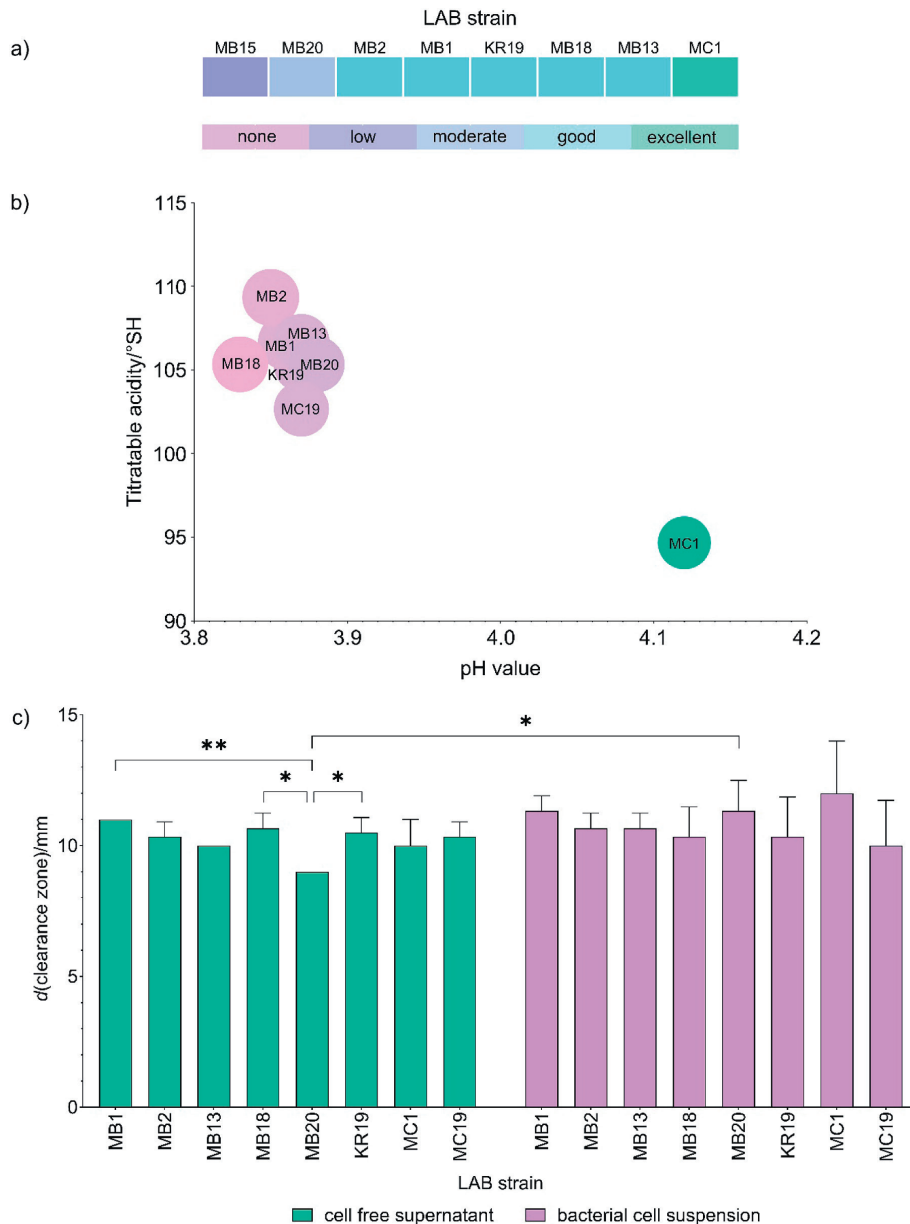 LAB strain
a)
MB15 MB20 MB2 MB1 KR19 MB18 MB13 MC1
none low moderate good excellent
b)
115
110
105
100
95
90
Titratable acidity/°SH
MB2
MB13
MB1
MB18
MB20
KR19
MC19
MC1
3.8 3.9 4.0 4.1 4.2
pH value
c)
15
10
5
0
d(clearance zone)/mm
** * * *
MB1 MB2 MB13 MB18 MB20 KR19 MC1 MC19 MB1 MB2 MB13 MB18 MB20 KR19 MC1 MC19
LAB strain
cell free supernatant bacterial cell suspension